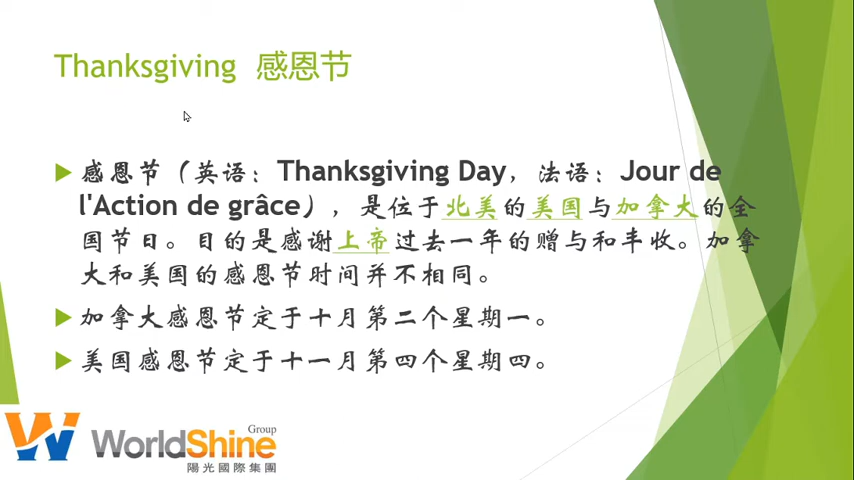 Thanksgiving 感恩节
感恩节（英语：Thanksgiving Day，法语：Jour de
l'Action de grâce），是位于北美的美国与加拿大的全
国节日。目的是感谢上帝过去一年的赠与和丰收。加拿
大和美国的感恩节时间并不相同。
加拿大感恩节定于十月第二个星期一。
美国感恩节定于十一月第四个星期四。
Group
WorldShine
陽光國際集團